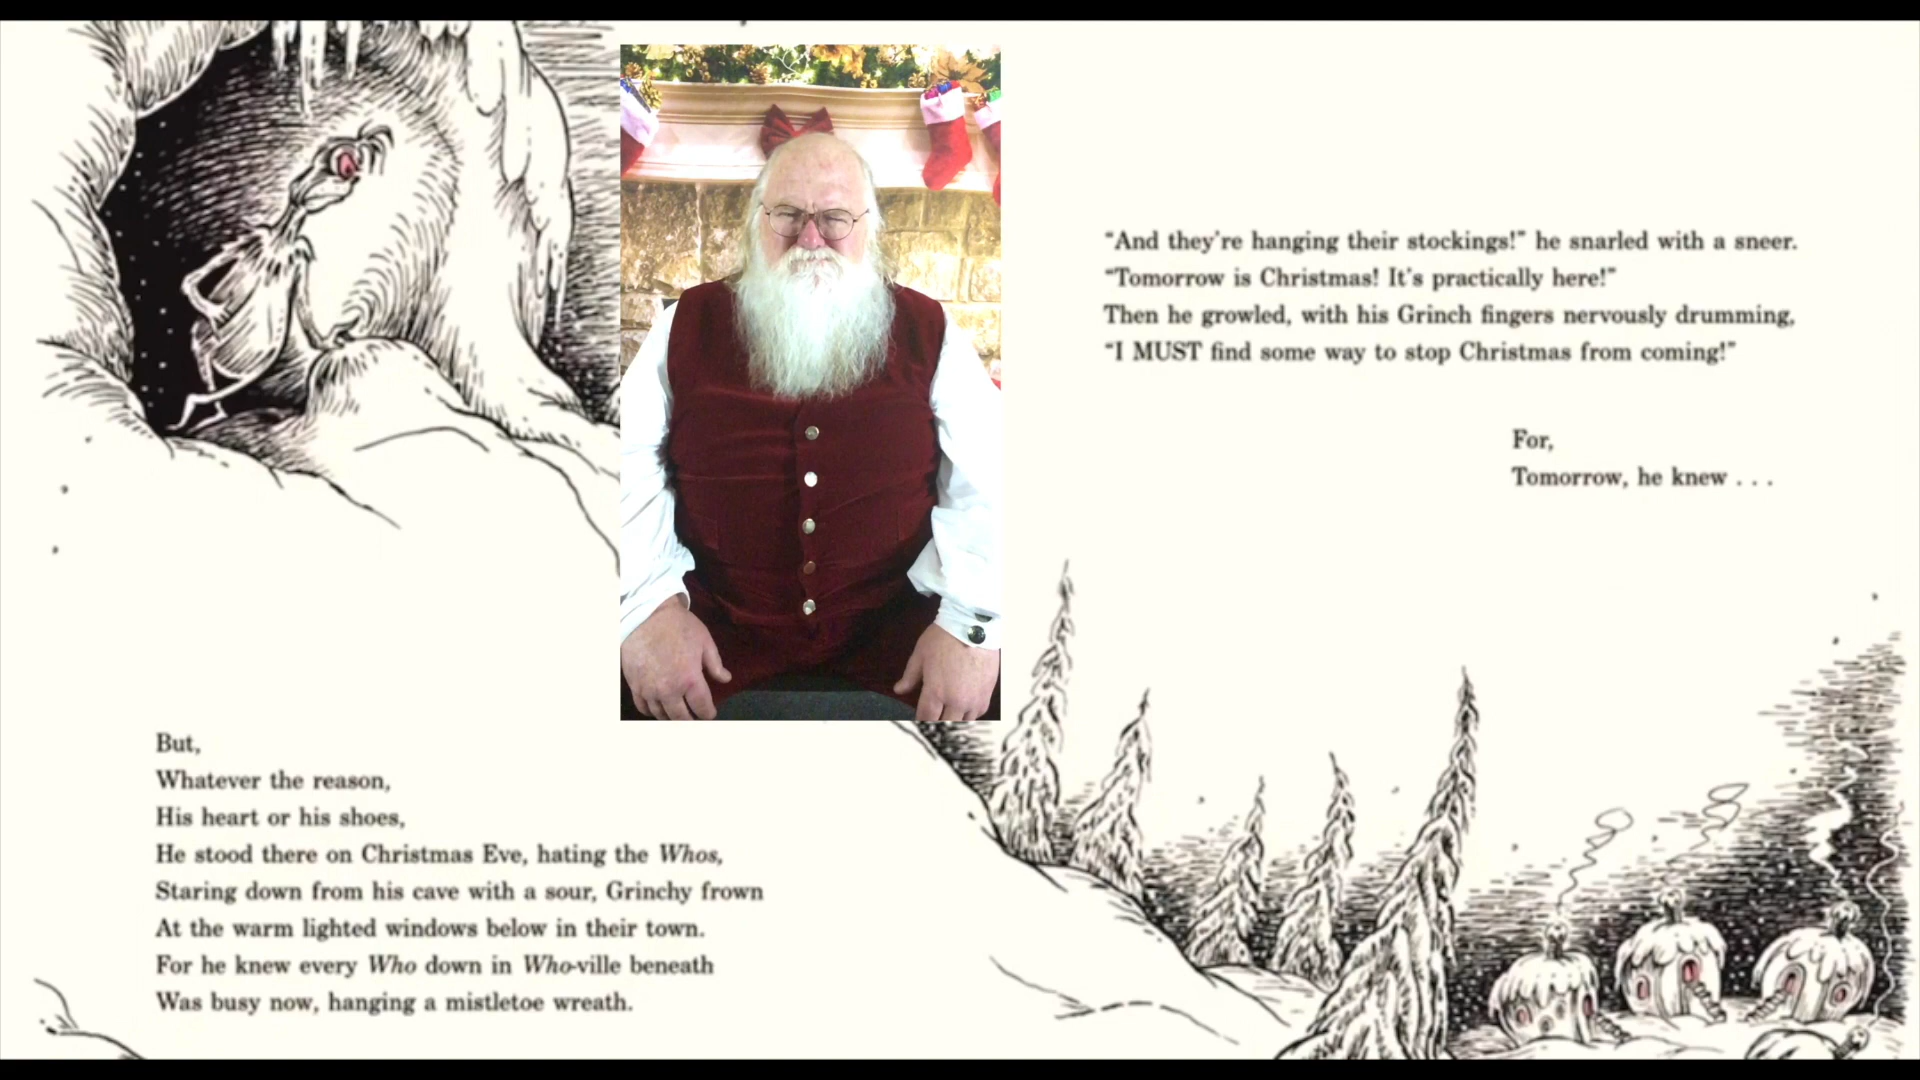 But,
Whatever the reason,
His heart or his shoes,
He stood there on Christmas Eve, hating the Whos,
Staring down from his cave with a sour, Grinchy frown
At the warm lighted windows below in their town.
For he knew every Who down in Who-ville beneath
Was busy now, hanging a mistletoe wreath.
“And they’re hanging their stockings!” he snarled with a sneer.
“Tomorrow is Christmas! It’s practically here!”
Then he growled, with his Grinch fingers nervously drumming,
“I MUST find some way to stop Christmas from coming!”
For,
Tomorrow, he knew . . .